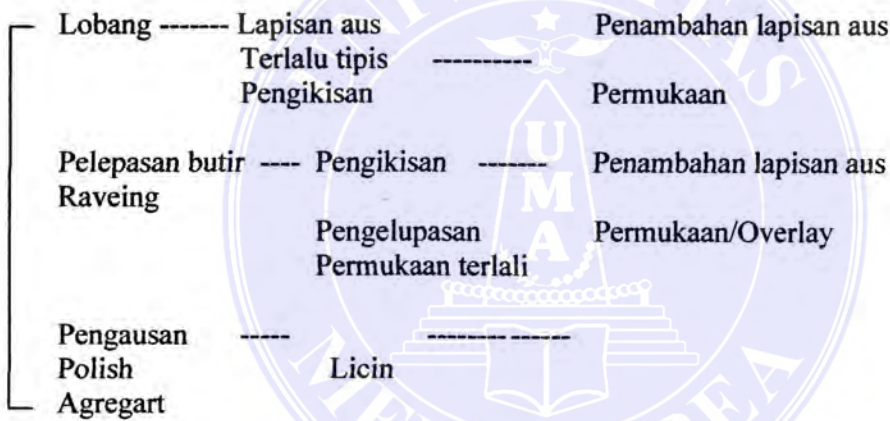 Lobang ------- Lapisan aus Penambahan lapisan aus
Terlalu tipis ----------
Pengikisan Permukaan
Pelepasan butir ---- Pengikisan ------- Penambahan lapisan aus
Raveing
Pengelupasan Permukaan/Overlay
Permukaan terlali
Pengausan ----- -------- ------
Polish Licin
Agregart
UMA